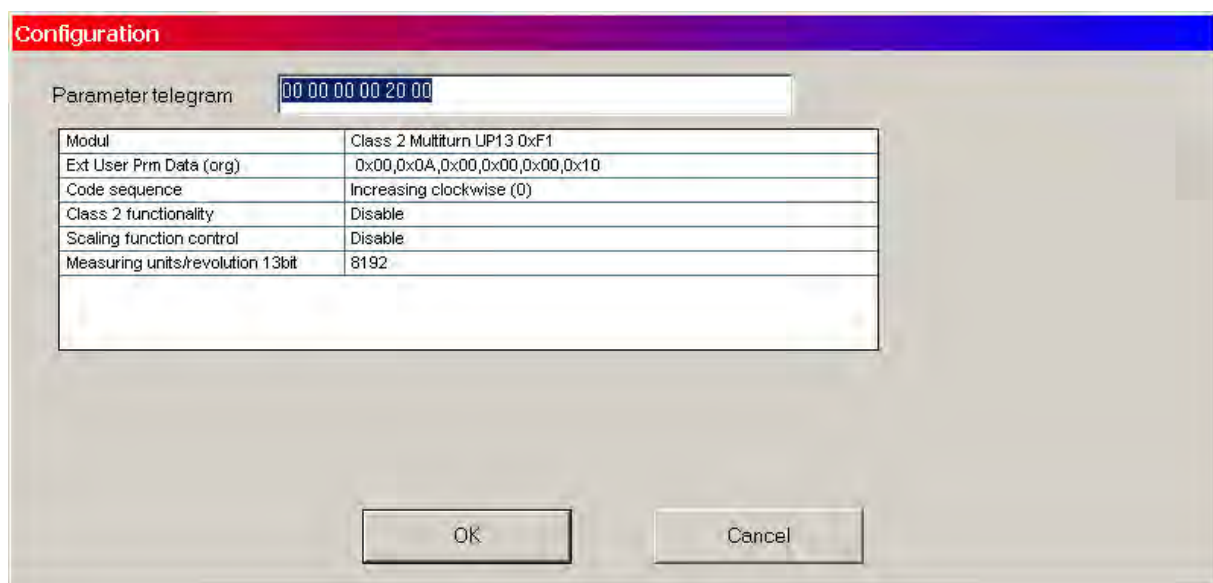 Configuration
Parameter telegram 00 00 00 00 20 00
Modul Class 2 Multiturn UP13 0xF1
Ext User Prm Data (org) 0x00,0x0A,0x00,0x00,0x00,0x10
Code sequence Increasing clockwise (0)
Class 2 functionality Disable
Scaling function control Disable
Measuring units/revolution 13bit 8192
OK Cancel